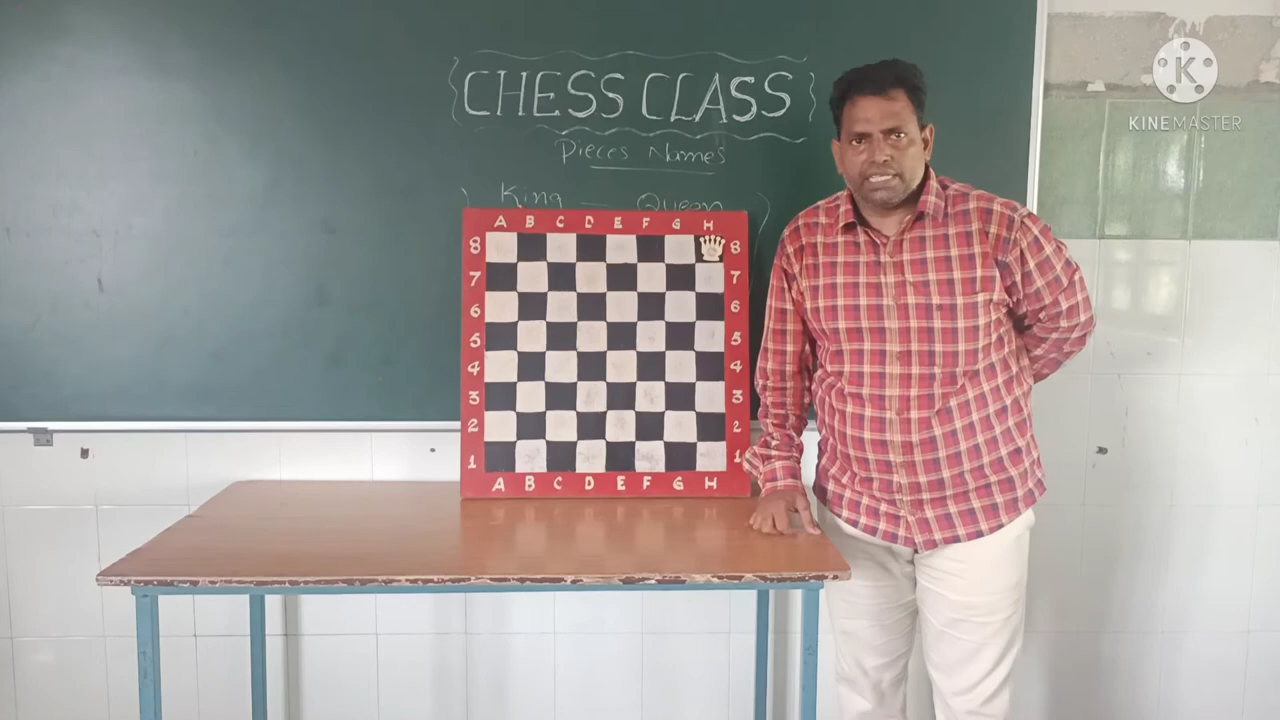 CHESS CLASS
Pieces Names
King — Queen
A B C D E F G H
8 8
7 7
6 6
5 5
4 4
3 3
2 2
1 1
A B C D E F G H
K
KINEMASTER